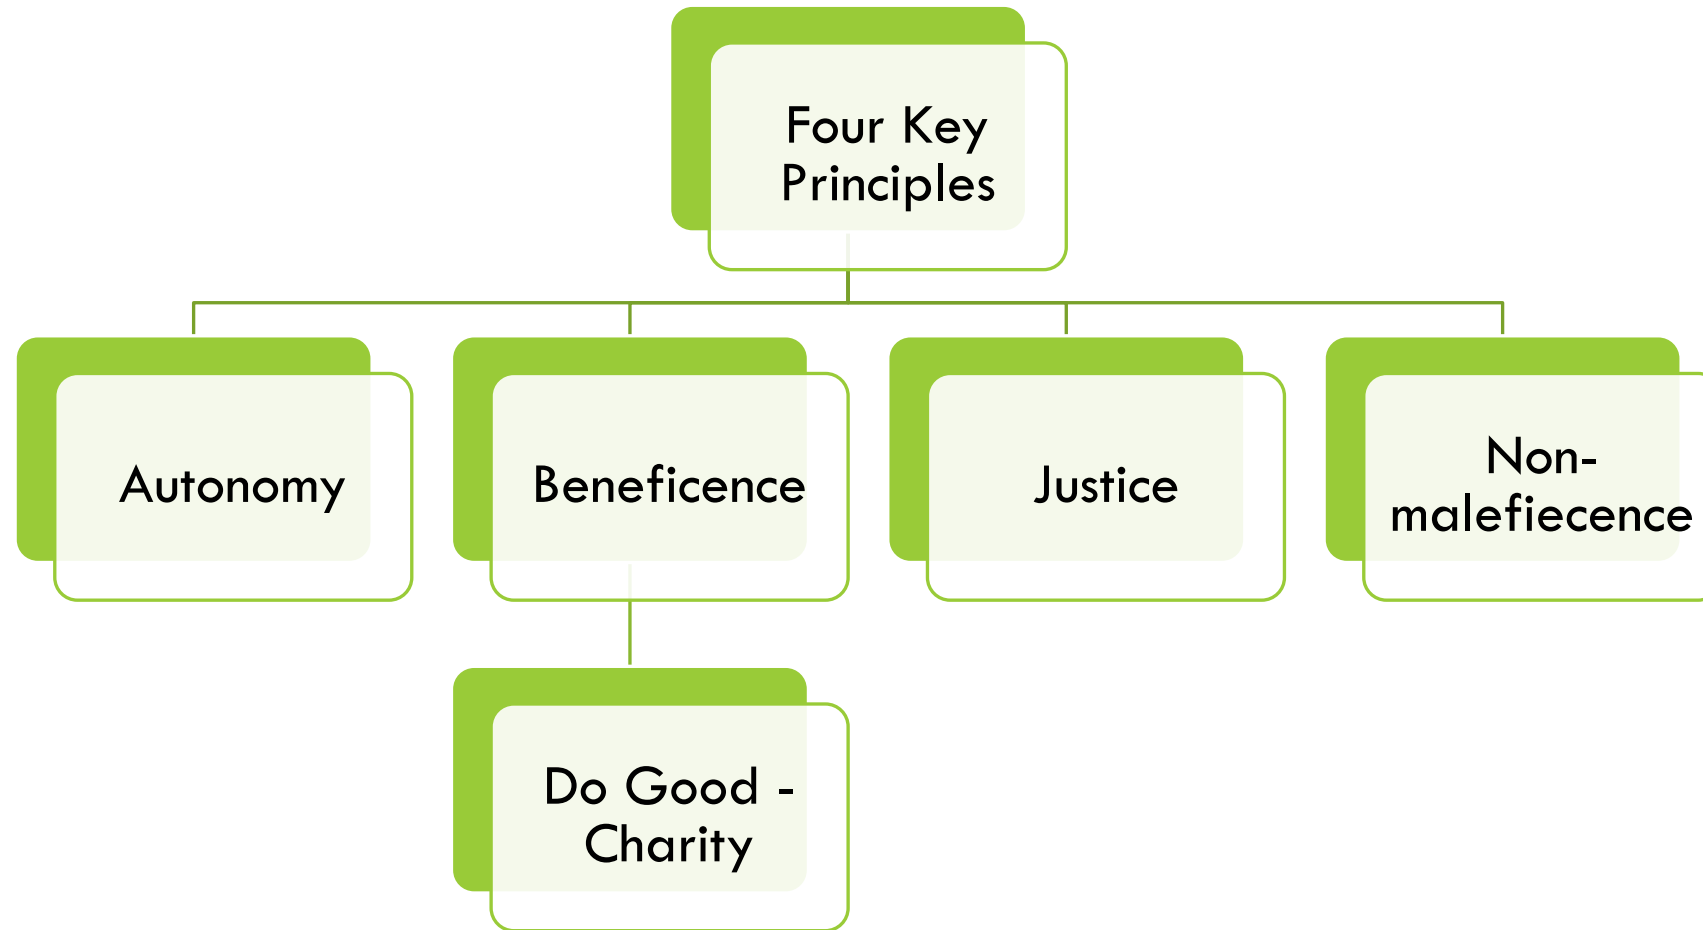 Four Key
Principles
Autonomy
Beneficence
Justice
Non-
malefiecence
Do Good -
Charity